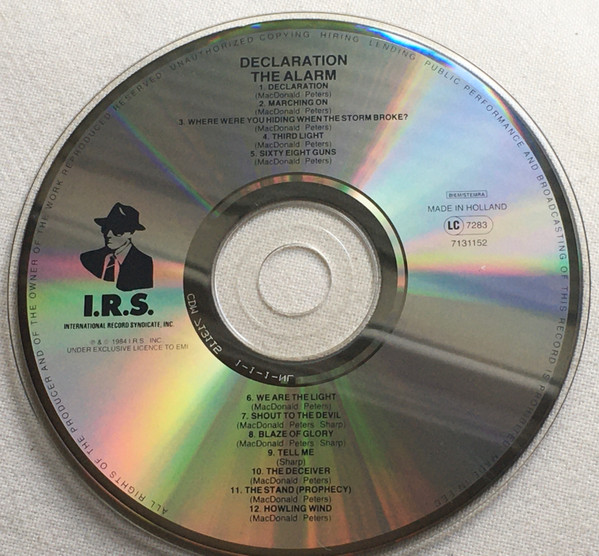 DECLARATION
THE ALARM
1. DECLARATION
(MacDonald Peters)
2. MARCHING ON
(MacDonald Peters)
3. WHERE WERE YOU HIDING WHEN THE STORM BROKE?
(MacDonald Peters)
4. THIRD LIGHT
(MacDonald Peters)
5. SIXTY EIGHT GUNS
(MacDonald Peters)
I.R.S.
INTERNATIONAL RECORD SYNDICATE, INC.
℗ & © 1984 I.R.S. INC.
UNDER EXCLUSIVE LICENCE TO EMI
BIEM/STEMRA
MADE IN HOLLAND
LC 7283
7131152
CDM 713115 1-1-1-NL
6. WE ARE THE LIGHT
(MacDonald Peters)
7. SHOUT TO THE DEVIL
(MacDonald Peters Sharp)
8. BLAZE OF GLORY
(MacDonald Peters Sharp)
9. TELL ME
(Sharp)
10. THE DECEIVER
(MacDonald Peters)
11. THE STAND (PROPHECY)
(MacDonald Peters)
12. HOWLING WIND
(MacDonald Peters)
ALL RIGHTS OF THE PRODUCER AND OF THE OWNER OF THE WORK REPRODUCED RESERVED UNAUTHORIZED COPYING HIRING LENDING PUBLIC PERFORMANCE AND BROADCASTING OF THIS RECORD IS PROHIBITED